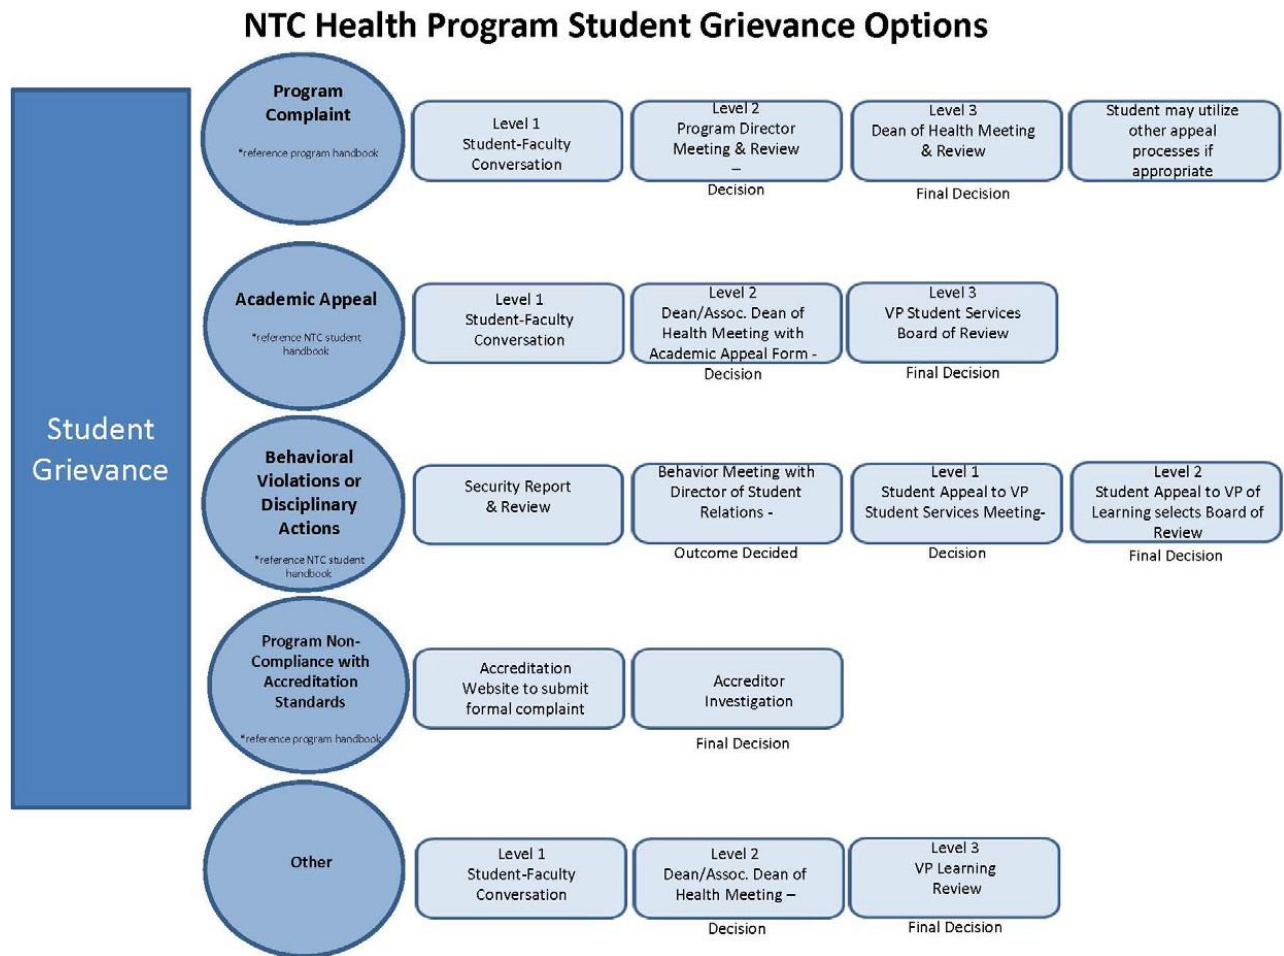 NTC Health Program Student Grievance Options
Student
Grievance
Program
Complaint
*reference program handbook
Level 1
Student-Faculty
Conversation
Level 2
Program Director
Meeting & Review
–
Decision
Level 3
Dean of Health Meeting
& Review
Final Decision
Student may utilize
other appeal
processes if
appropriate
Academic Appeal
*reference NTC student
handbook
Level 1
Student-Faculty
Conversation
Level 2
Dean/Assoc. Dean of
Health Meeting with
Academic Appeal Form -
Decision
Level 3
VP Student Services
Board of Review
Final Decision
Behavioral
Violations or
Disciplinary
Actions
*reference NTC student
handbook
Security Report
& Review
Behavior Meeting with
Director of Student
Relations -
Outcome Decided
Level 1
Student Appeal to VP
Student Services Meeting-
Decision
Level 2
Student Appeal to VP of
Learning selects Board of
Review
Final Decision
Program Non-
Compliance with
Accreditation
Standards
*reference program handbook
Accreditation
Website to submit
formal complaint
Accreditor
Investigation
Final Decision
Other
Level 1
Student-Faculty
Conversation
Level 2
Dean/Assoc. Dean of
Health Meeting –
Decision
Level 3
VP Learning
Review
Final Decision